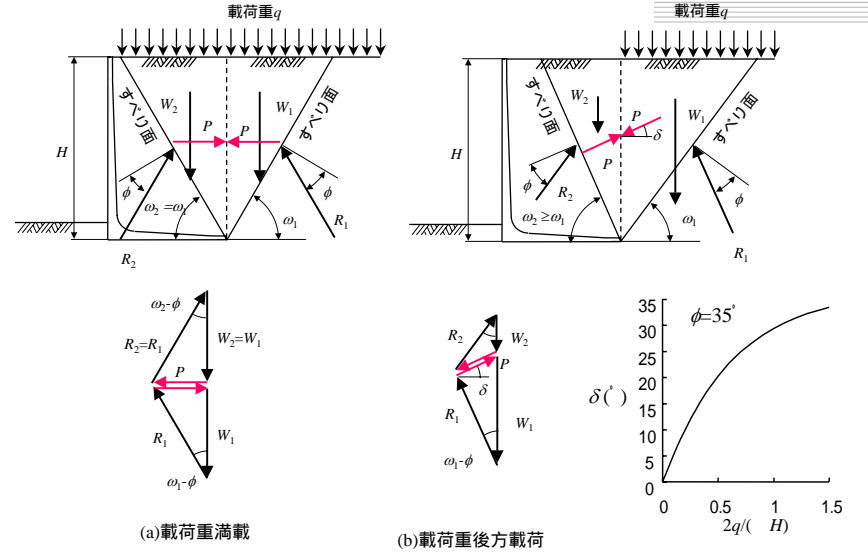 載荷重q
すべり面
すべり面
W2
W1
P
P
H
ϕ
ϕ
ω2 =ω1
ω1
R1
R2
ω2-ϕ
R2=R1
W2=W1
P
R1
W1
ω1-ϕ
(a)載荷重満載
載荷重q
すべり面
すべり面
W2
W1
P
P
δ
H
ϕ
ϕ
R2
ω2 ≥ω1
ω1
R1
R2
W2
P
δ
R1
W1
ω1-ϕ
(b)載荷重後方載荷
ϕ=35°
δ(°)
35
30
25
20
15
10
5
0
0 0.5 1 1.5
2q/( H)